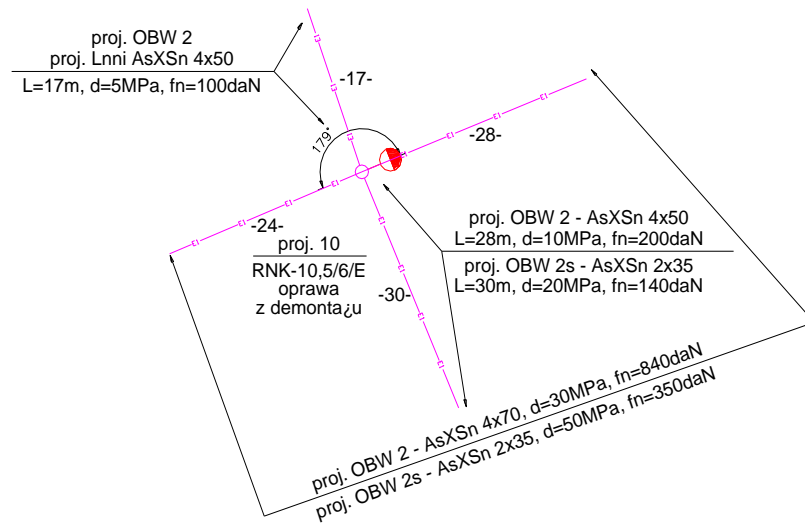 proj. OBW 2
proj. Lnni AsXSn 4x50
L=17m, d=5MPa, fn=100daN
-17-
179°
-28-
-24-
proj. 10
RNK-10,5/6/E
oprawa
z demonta¿u
-30-
proj. OBW 2 - AsXSn 4x50
L=28m, d=10MPa, fn=200daN
proj. OBW 2s - AsXSn 2x35
L=30m, d=20MPa, fn=140daN
proj. OBW 2 - AsXSn 4x70, d=30MPa, fn=840daN
proj. OBW 2s - AsXSn 2x35, d=50MPa, fn=350daN